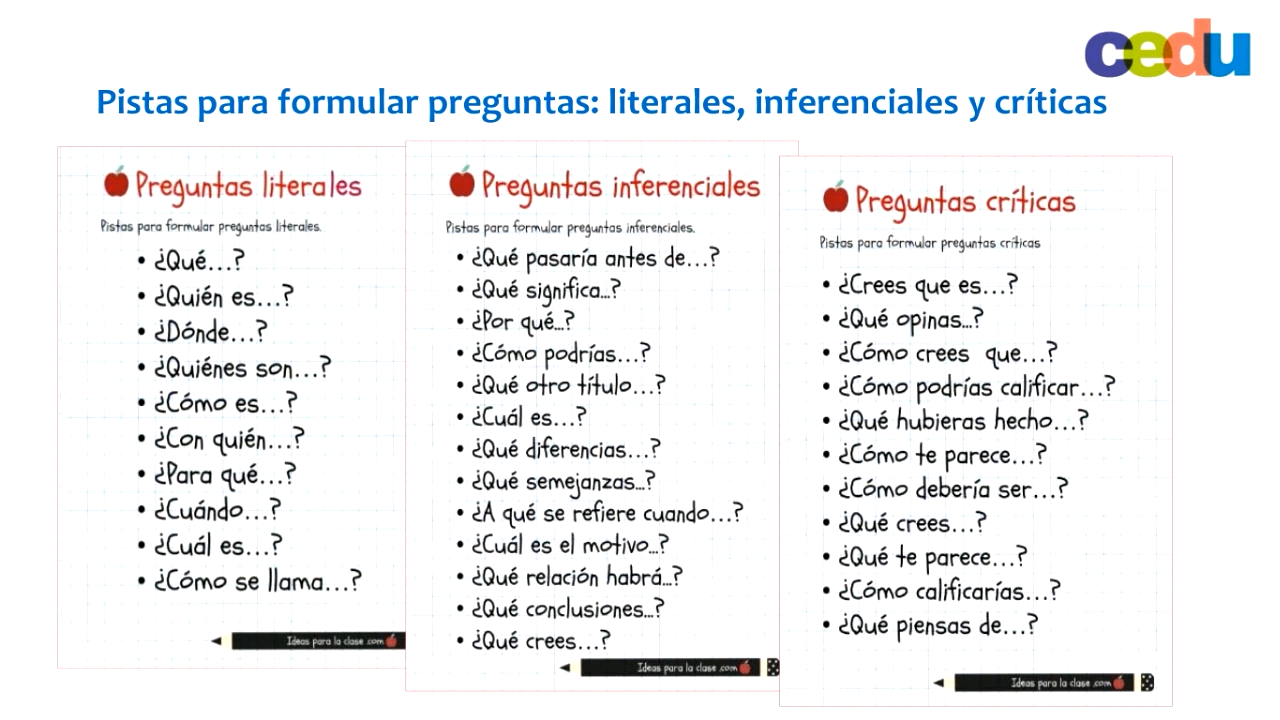 cedu
Pistas para formular preguntas: literales, inferenciales y críticas
Preguntas literales
Pistas para formular preguntas literales.
• ¿Qué...?
• ¿Quién es...?
• ¿Dónde...?
• ¿Quiénes son...?
• ¿Cómo es...?
• ¿Con quién...?
• ¿Para qué...?
• ¿Cuándo...?
• ¿Cuál es...?
• ¿Cómo se llama...?
Ideas para la clase .com
Preguntas inferenciales
Pistas para formular preguntas inferenciales.
• ¿Qué pasaría antes de...?
• ¿Qué significa...?
• ¿Por qué...?
• ¿Cómo podrías...?
• ¿Qué otro título...?
• ¿Cuál es...?
• ¿Qué diferencias...?
• ¿Qué semejanzas...?
• ¿A qué se refiere cuando...?
• ¿Cuál es el motivo...?
• ¿Qué relación habrá...?
• ¿Qué conclusiones...?
• ¿Qué crees...?
Ideas para la clase .com
Preguntas críticas
Pistas para formular preguntas críticas
• ¿Crees que es...?
• ¿Qué opinas...?
• ¿Cómo crees que...?
• ¿Cómo podrías calificar...?
• ¿Qué hubieras hecho...?
• ¿Cómo te parece...?
• ¿Cómo debería ser...?
• ¿Qué crees...?
• ¿Qué te parece...?
• ¿Cómo calificarías...?
• ¿Qué piensas de...?
Ideas para la clase .com